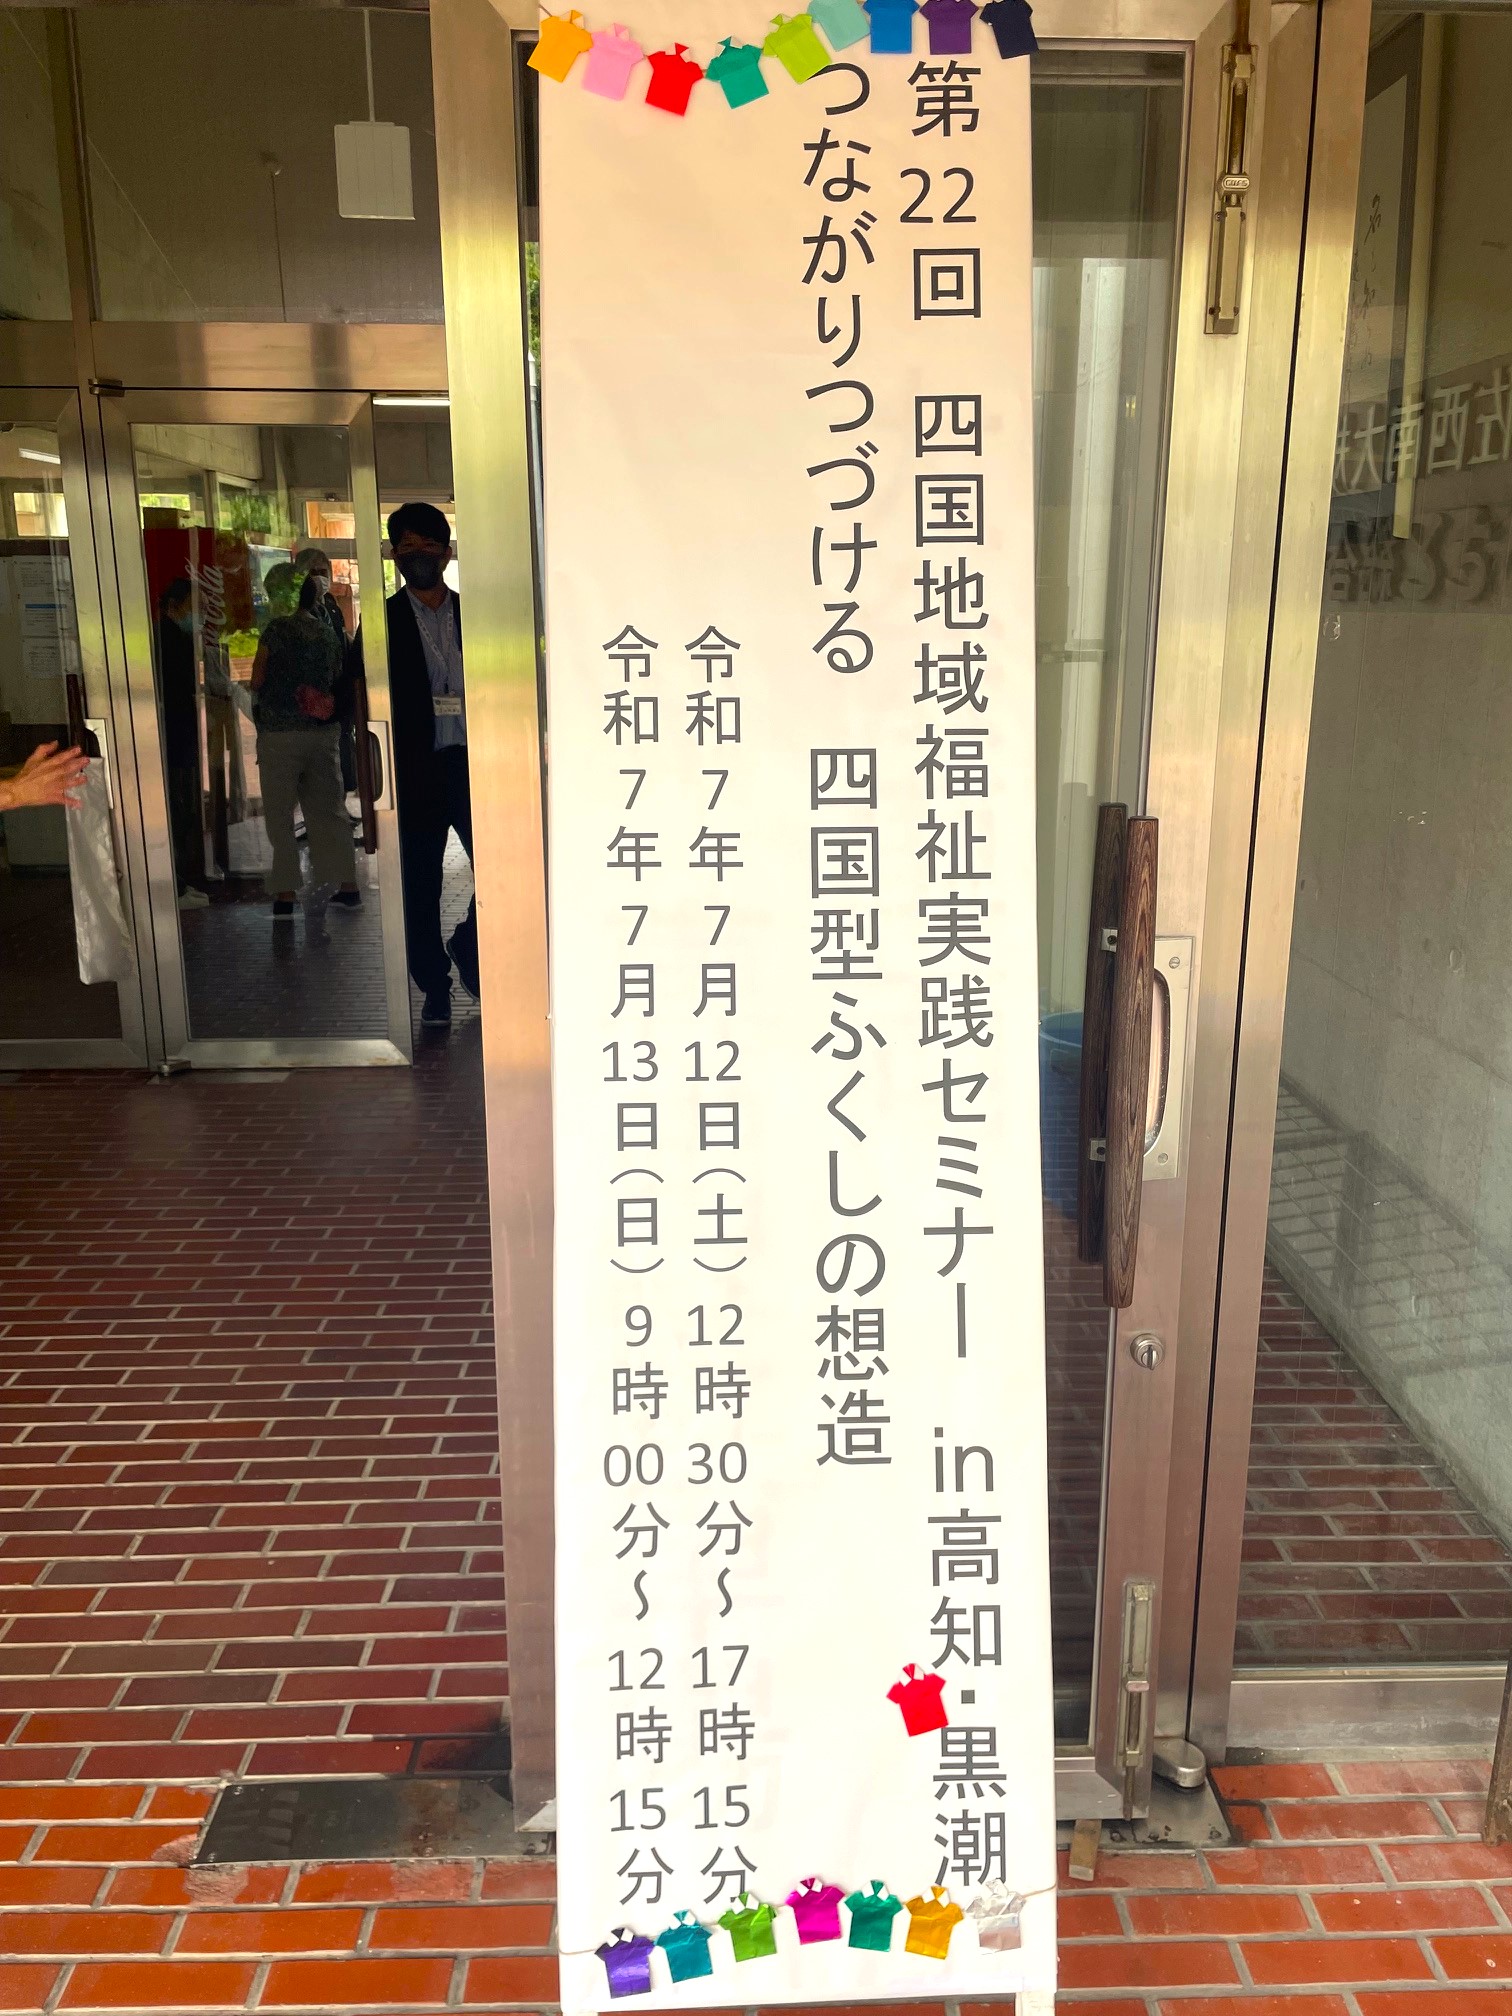 第22回 四国地域福祉実践セミナー in高知・黒潮
つながりつづける 四国型ふくしの想造
令和7年7月12日(土)12時30分～17時15分
令和7年7月13日(日)9時00分～12時15分